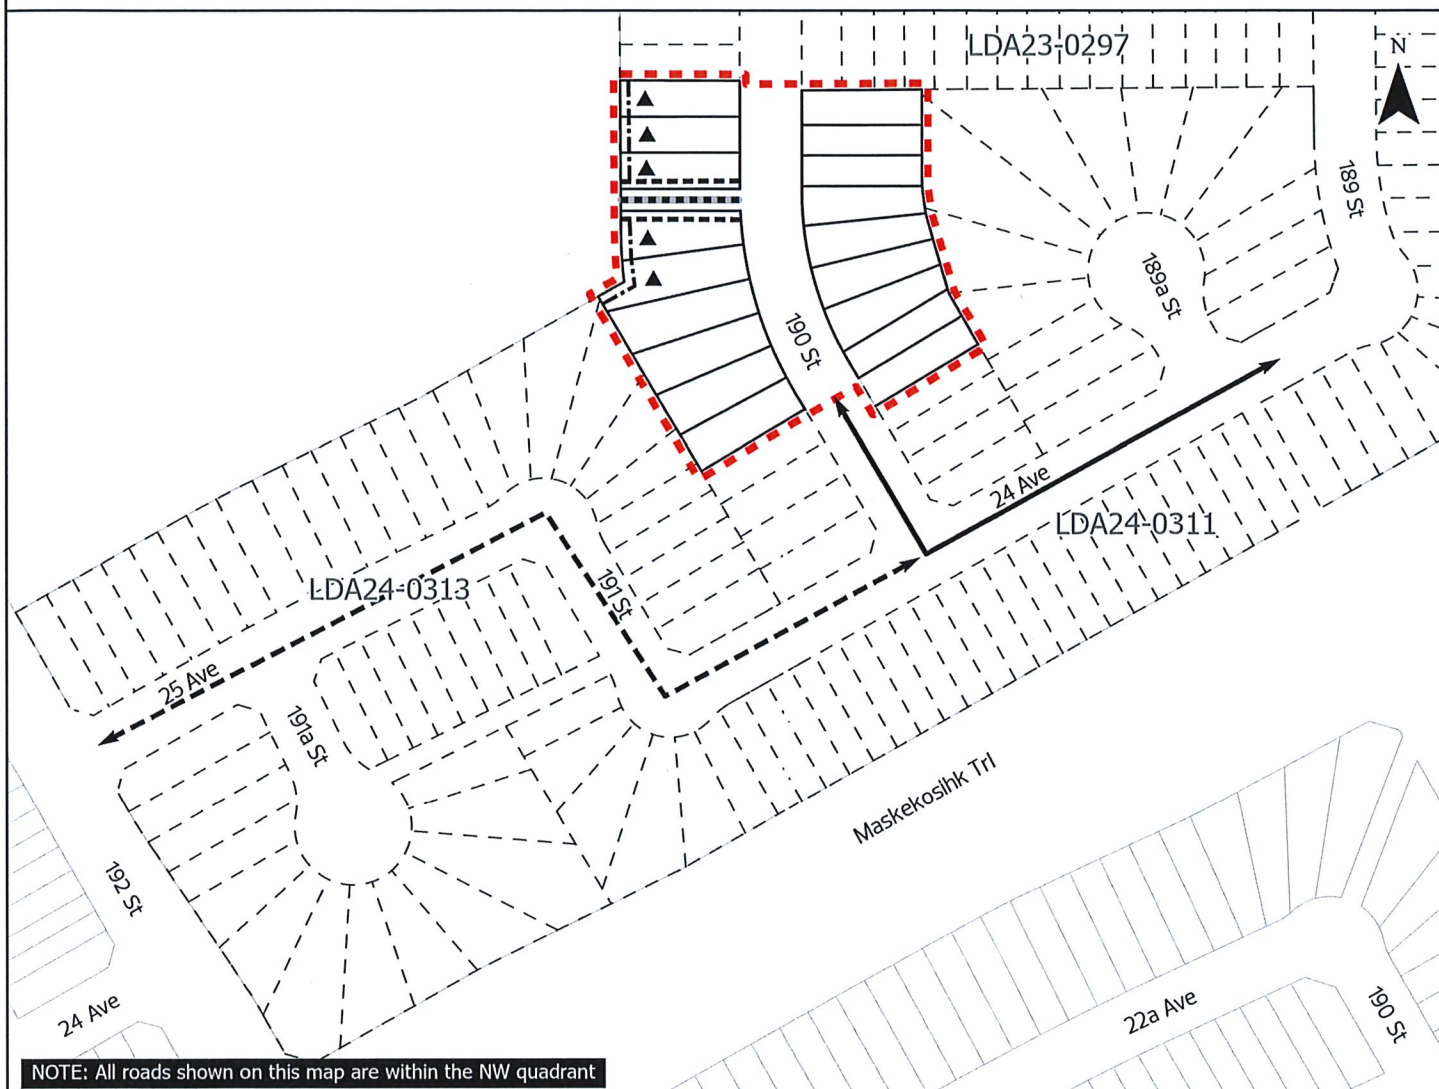 LDA23-0297
N
189 St
189a St
190 St
24 Ave
LDA24-0311
LDA24-0313
191 St
25 Ave
191a St
Maskekosihk Trl
192 St
24 Ave
22a Ave
190 St
NOTE: All roads shown on this map are within the NW quadrant